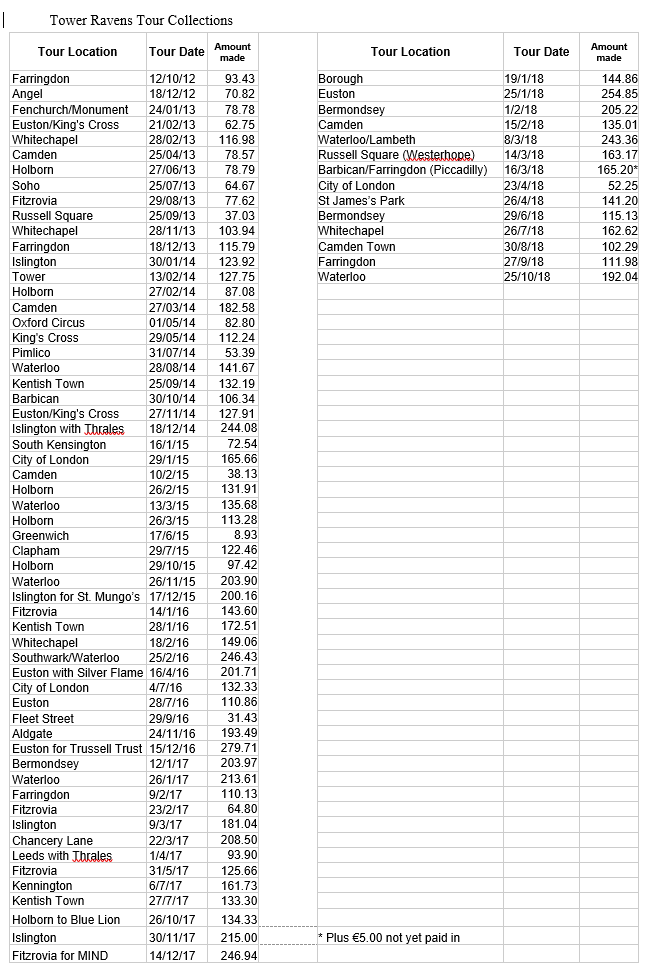 Tower Ravens Tour Collections
Tour Location Tour Date Amount made
Farringdon 12/10/12 93.43
Angel 18/12/12 70.82
Fenchurch/Monument 24/01/13 78.78
Euston/King's Cross 21/02/13 62.75
Whitechapel 28/02/13 116.98
Camden 25/04/13 78.57
Holborn 27/06/13 78.79
Soho 25/07/13 64.67
Fitzrovia 29/08/13 77.62
Russell Square 25/09/13 37.03
Whitechapel 28/11/13 103.94
Farringdon 18/12/13 115.79
Islington 30/01/14 123.92
Tower 13/02/14 127.75
Holborn 27/02/14 87.08
Camden 27/03/14 182.58
Oxford Circus 01/05/14 82.80
King's Cross 29/05/14 112.24
Pimlico 31/07/14 53.39
Waterloo 28/08/14 141.67
Kentish Town 25/09/14 132.19
Barbican 30/10/14 106.34
Euston/King's Cross 27/11/14 127.91
Islington with Thrales 18/12/14 244.08
South Kensington 16/1/15 72.54
City of London 29/1/15 165.66
Camden 10/2/15 38.13
Holborn 26/2/15 131.91
Waterloo 13/3/15 135.68
Holborn 26/3/15 113.28
Greenwich 17/6/15 8.93
Clapham 29/7/15 122.46
Holborn 29/10/15 97.42
Waterloo 26/11/15 203.90
Islington for St. Mungo's 17/12/15 200.16
Fitzrovia 14/1/16 143.60
Kentish Town 28/1/16 172.51
Whitechapel 18/2/16 149.06
Southwark/Waterloo 25/2/16 246.43
Euston with Silver Flame 16/4/16 201.71
City of London 4/7/16 132.33
Euston 28/7/16 110.86
Fleet Street 29/9/16 31.43
Aldgate 24/11/16 193.49
Euston for Trussell Trust 15/12/16 279.71
Bermondsey 12/1/17 203.97
Waterloo 26/1/17 213.61
Farringdon 9/2/17 110.13
Fitzrovia 23/2/17 64.80
Islington 9/3/17 181.04
Chancery Lane 22/3/17 208.50
Leeds with Thrales 1/4/17 93.90
Fitzrovia 31/5/17 125.66
Kennington 6/7/17 161.73
Kentish Town 27/7/17 133.30
Holborn to Blue Lion 26/10/17 134.33
Islington 30/11/17 215.00
Fitzrovia for MIND 14/12/17 246.94
Tour Location Tour Date Amount made
Borough 19/1/18 144.86
Euston 25/1/18 254.85
Bermondsey 1/2/18 205.22
Camden 15/2/18 135.01
Waterloo/Lambeth 8/3/18 243.36
Russell Square (Westerhope) 14/3/18 163.17
Barbican/Farringdon (Piccadilly) 16/3/18 165.20*
City of London 23/4/18 52.25
St James's Park 26/4/18 141.20
Bermondsey 29/6/18 115.13
Whitechapel 26/7/18 162.62
Camden Town 30/8/18 102.29
Farringdon 27/9/18 111.98
Waterloo 25/10/18 192.04
* Plus €5.00 not yet paid in